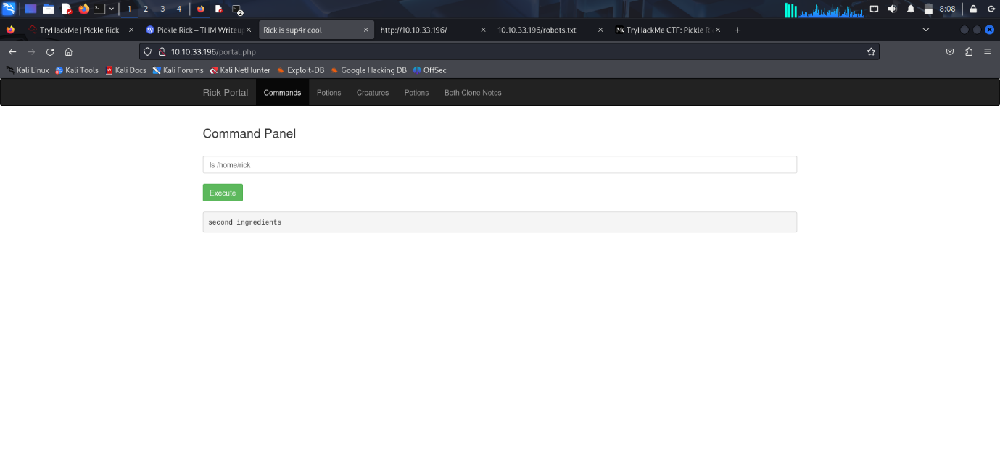 1 2 3 4 2 8:08
TryHackMe | Pickle Rick Pickle Rick – THM Writeup Rick is sup4r cool http://10.10.33.196/ 10.10.33.196/robots.txt TryHackMe CTF: Pickle Ri
10.10.33.196/portal.php
Kali Linux Kali Tools Kali Docs Kali Forums Kali NetHunter Exploit-DB Google Hacking DB OffSec
Rick Portal Commands Potions Creatures Potions Beth Clone Notes
Command Panel
ls /home/rick
Execute
second ingredients